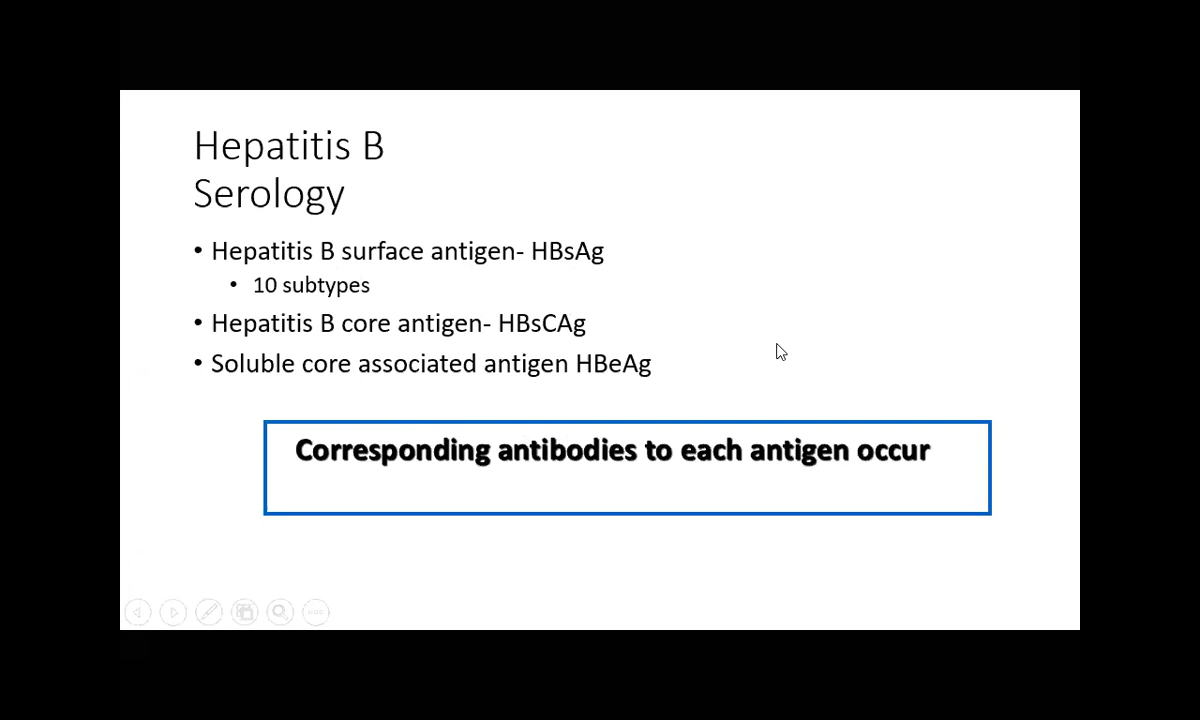 Hepatitis B
Serology
• Hepatitis B surface antigen- HBsAg
• 10 subtypes
• Hepatitis B core antigen- HBsCAg
• Soluble core associated antigen HBeAg
Corresponding antibodies to each antigen occur